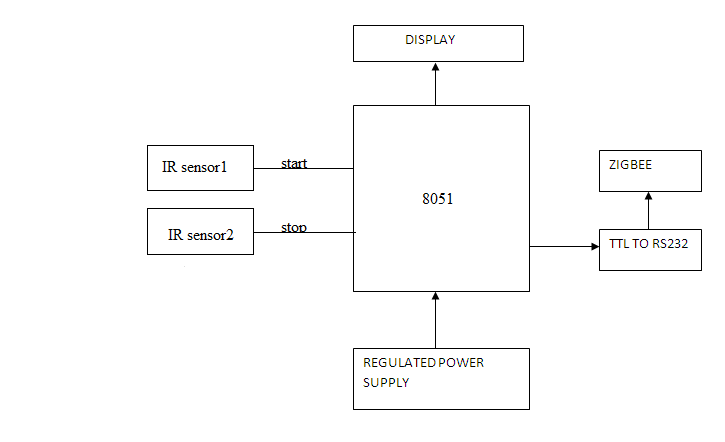 DISPLAY
IR sensor1
start
8051
ZIGBEE
IR sensor2
stop
TTL TO RS232
REGULATED POWER
SUPPLY